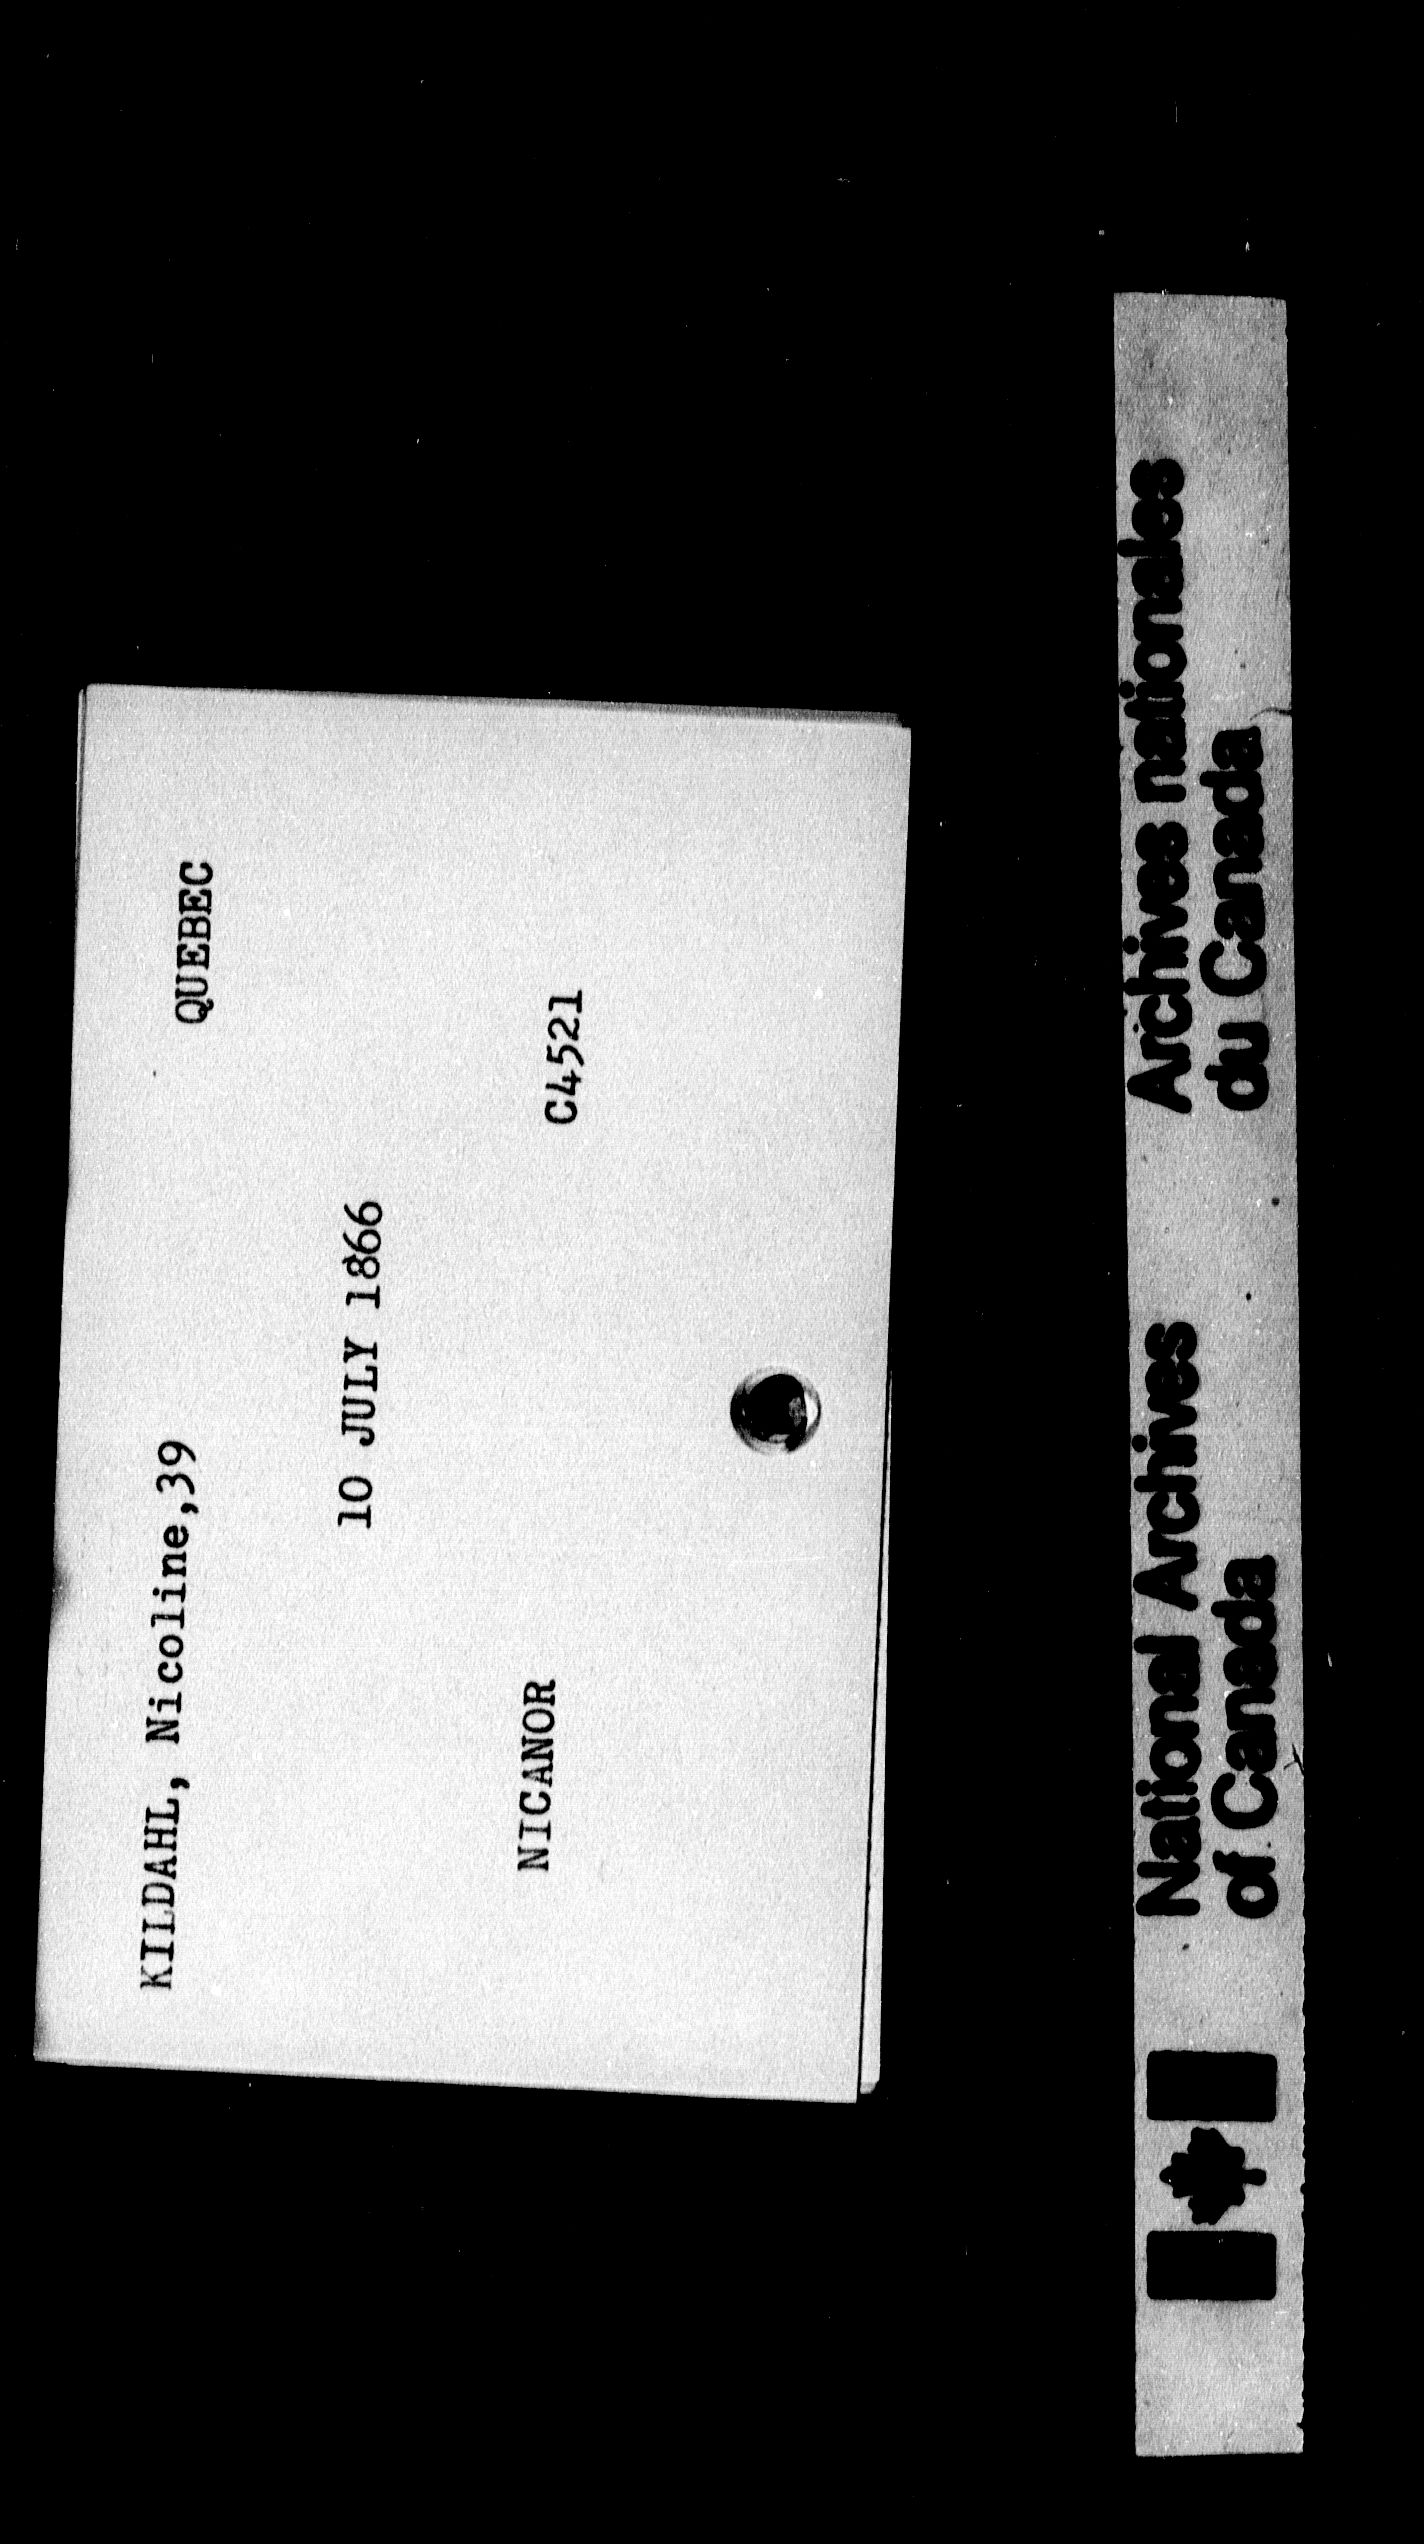 KILDAHL, Nicoline,39 QUEBEC
10 JULY 1866
NICANOR C4521
National Archives
of Canada
Archives nationales
du Canada